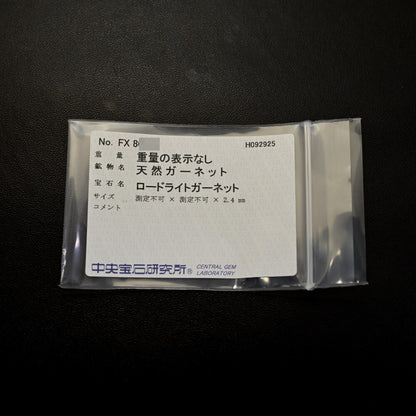 No. FX 8
H092925
重量 重量の表示なし
鉱物名 天然ガーネット
宝石名 ロードライトガーネット
サイズ 測定不可 × 測定不可 × 2.4 mm
コメント
中央宝石研究所® CENTRAL GEM
LABORATORY